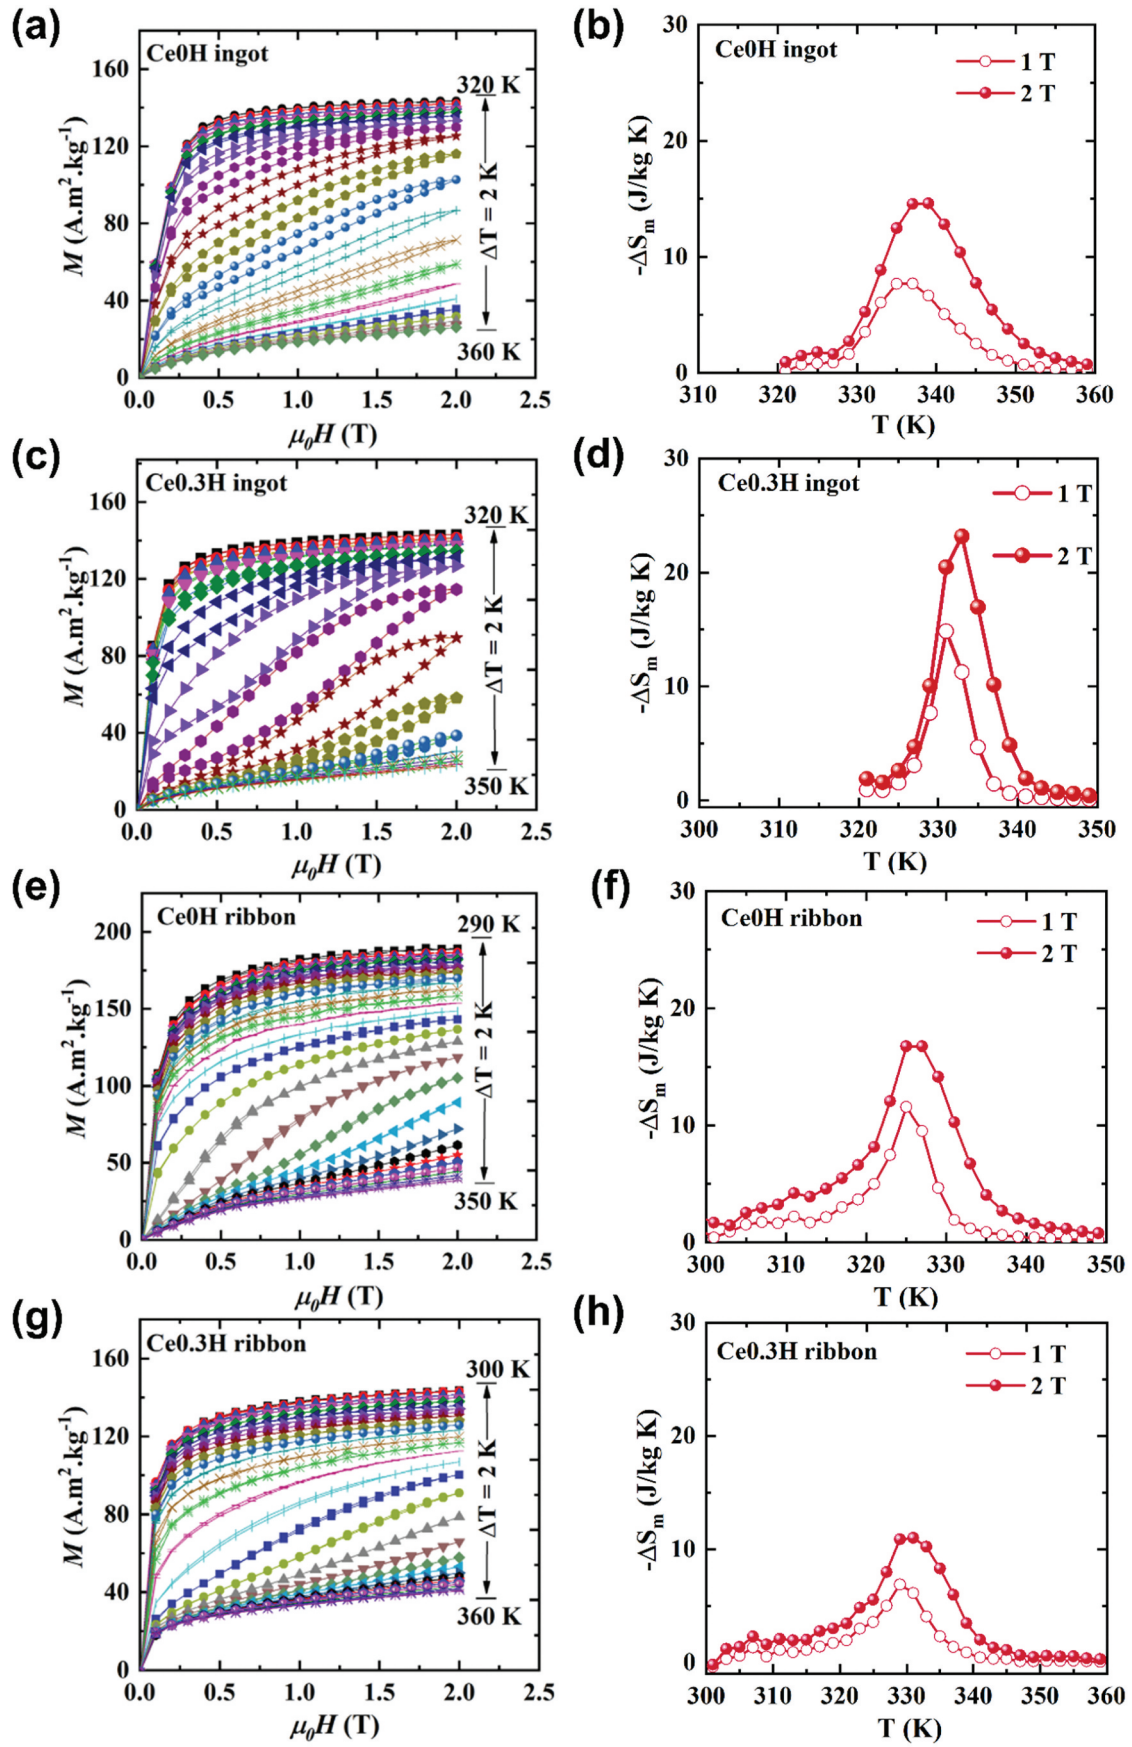 (a)
Ce0H ingot
320 K
ΔT = 2 K
360 K
160
120
80
40
0
M (A.m².kg⁻¹)
0.0 0.5 1.0 1.5 2.0 2.5
μ₀H (T)
(b)
Ce0H ingot
1 T
2 T
30
20
10
0
-ΔSₘ (J/kg K)
310 320 330 340 350 360
T (K)
(c)
Ce0.3H ingot
320 K
ΔT = 2 K
350 K
160
120
80
40
0
M (A.m².kg⁻¹)
0.0 0.5 1.0 1.5 2.0 2.5
μ₀H (T)
(d)
Ce0.3H ingot
1 T
2 T
30
20
10
0
-ΔSₘ (J/kg K)
300 310 320 330 340 350
T (K)
(e)
Ce0H ribbon
290 K
ΔT = 2 K
350 K
200
150
100
50
0
M (A.m².kg⁻¹)
0.0 0.5 1.0 1.5 2.0 2.5
μ₀H (T)
(f)
Ce0H ribbon
1 T
2 T
30
20
10
0
-ΔSₘ (J/kg K)
300 310 320 330 340 350
T (K)
(g)
Ce0.3H ribbon
300 K
ΔT = 2 K
360 K
160
120
80
40
0
M (A.m².kg⁻¹)
0.0 0.5 1.0 1.5 2.0 2.5
μ₀H (T)
(h)
Ce0.3H ribbon
1 T
2 T
30
20
10
0
-ΔSₘ (J/kg K)
300 310 320 330 340 350 360
T (K)